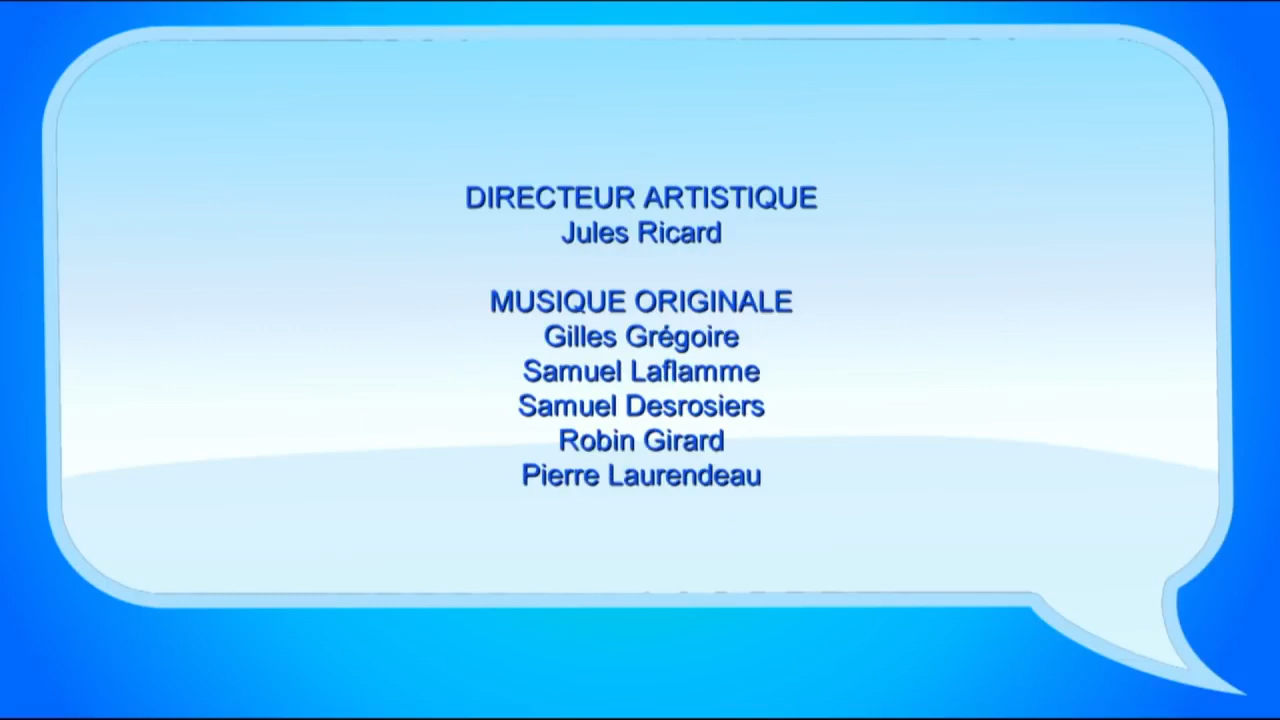 DIRECTEUR ARTISTIQUE
Jules Ricard
MUSIQUE ORIGINALE
Gilles Grégoire
Samuel Laflamme
Samuel Desrosiers
Robin Girard
Pierre Laurendeau